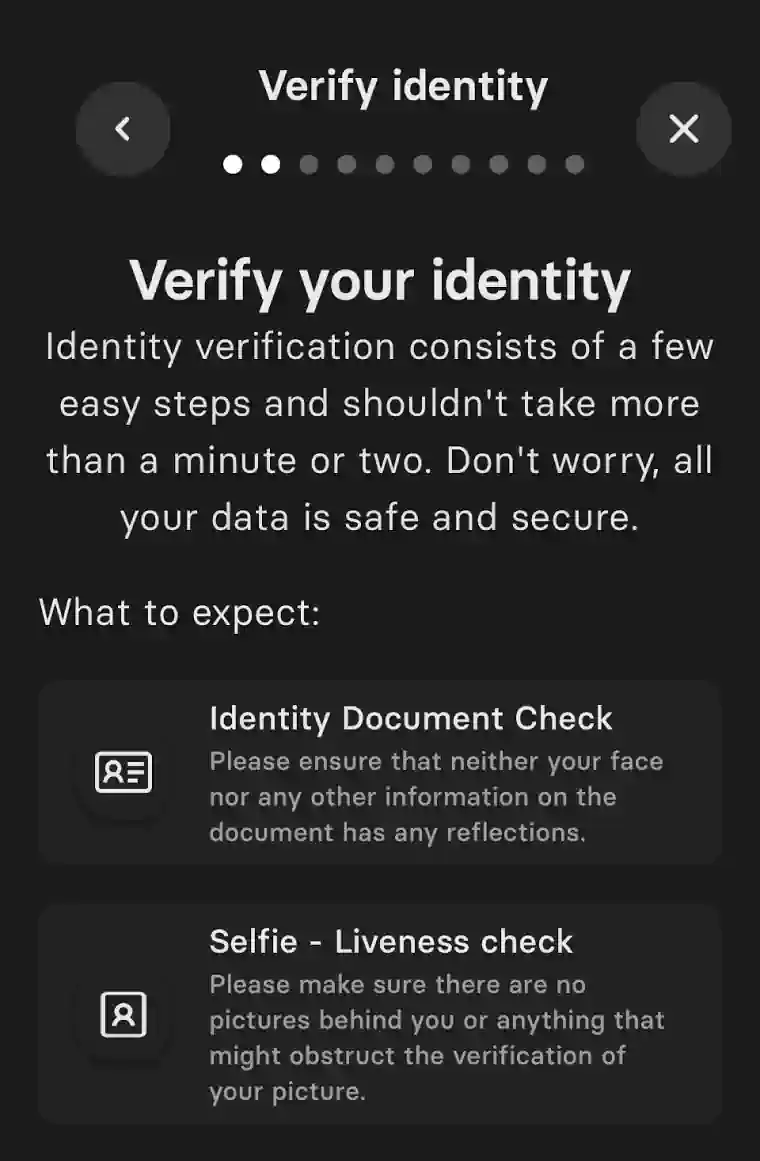 Verify identity
Verify your identity
Identity verification consists of a few
easy steps and shouldn't take more
than a minute or two. Don't worry, all
your data is safe and secure.
What to expect:
Identity Document Check
Please ensure that neither your face
nor any other information on the
document has any reflections.
Selfie - Liveness check
Please make sure there are no
pictures behind you or anything that
might obstruct the verification of
your picture.